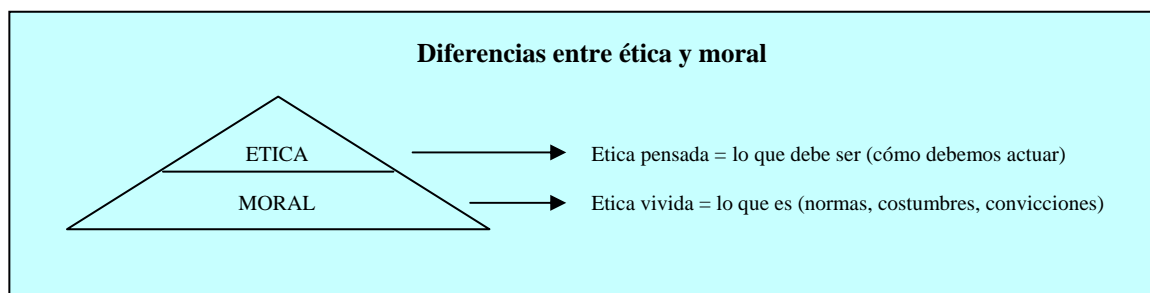 Diferencias entre ética y moral
ETICA
Etica pensada = lo que debe ser (cómo debemos actuar)
MORAL
Etica vivida = lo que es (normas, costumbres, convicciones)